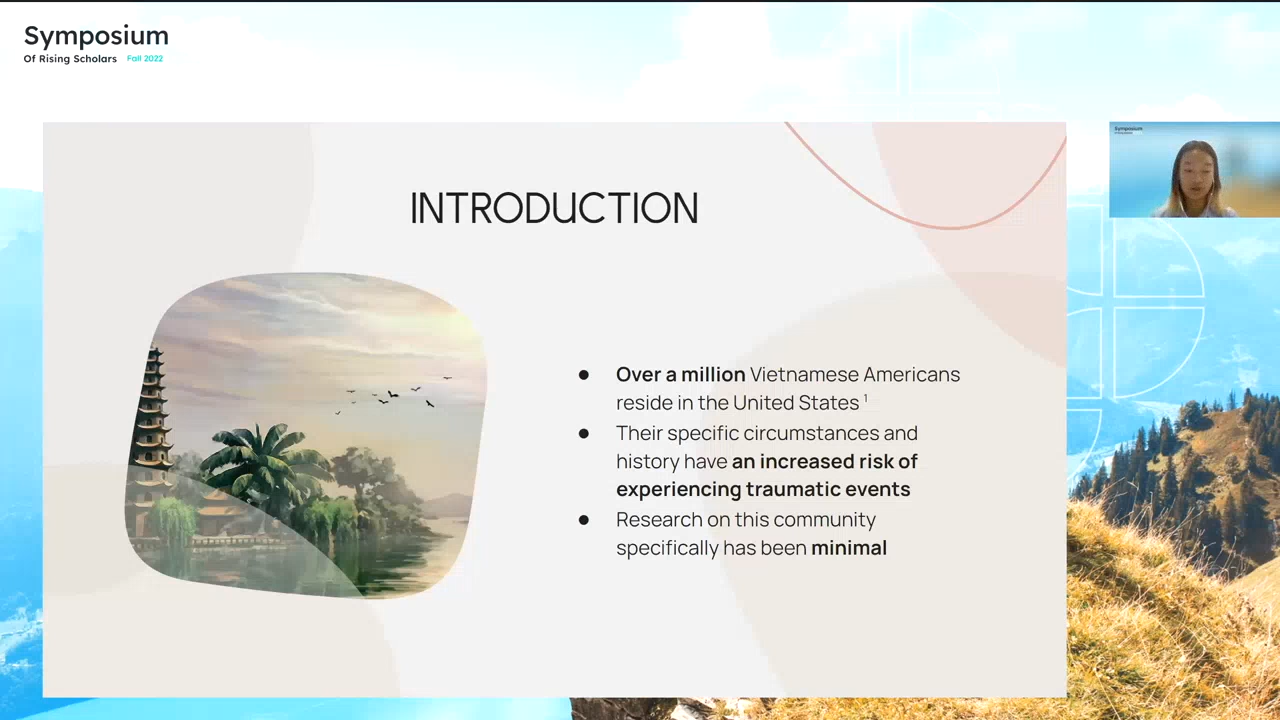 Symposium
Of Rising Scholars Fall 2022
Symposium
INTRODUCTION
● Over a million Vietnamese Americans
reside in the United States ¹
● Their specific circumstances and
history have an increased risk of
experiencing traumatic events
● Research on this community
specifically has been minimal